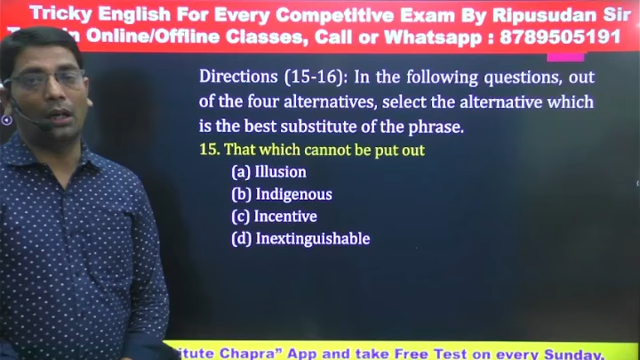 Tricky English For Every Competitive Exam By Ripusudan Sir
in Online/Offline Classes, Call or Whatsapp : 8789505191
Directions (15-16): In the following questions, out
of the four alternatives, select the alternative which
is the best substitute of the phrase.
15. That which cannot be put out
(a) Illusion
(b) Indigenous
(c) Incentive
(d) Inextinguishable
titute Chapra" App and take Free Test on every Sunday.